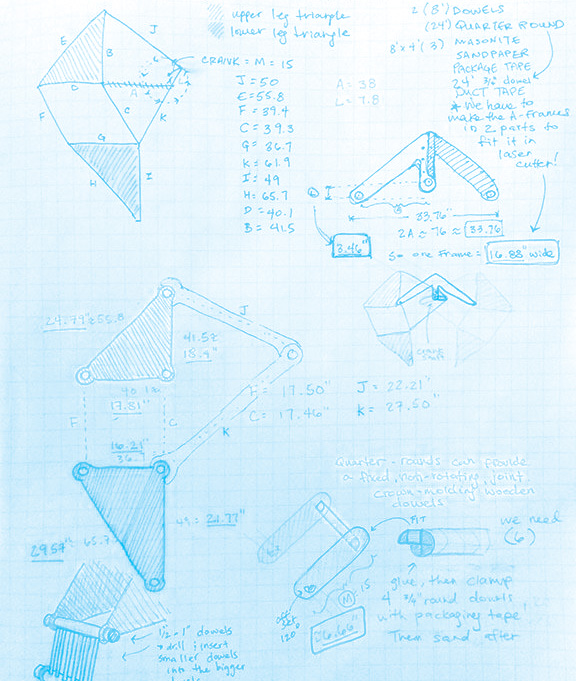 upper leg triangle
lower leg triangle
E
B
J
D
A
F
C
K
G
H
I
CRANK = M = 15
J = 50
E = 55.8
F = 39.4
C = 39.3
G = 36.7
K = 61.9
I = 49
H = 65.7
D = 40.1
B = 41.5
A = 38
L = 7.8
2 (8') DOWELS
(24') QUARTER ROUND
8' x 4' (3) MASONITE
SANDPAPER
PACKAGE TAPE
24' 3/8" dowel
DUCT TAPE
* We have to
make the A-frames
in 2 parts to
fit it in
laser
cutter!
L
83.76"
2A ≈ 76 ≈ 83.76
3.46"
So one frame = 16.88" wide
CRANK
24.79" ≈ 55.8
41.5 ≈
18.4"
40.1 ≈
17.81"
J
K
F
C
16.21"
36.7
F = 17.50"
C = 17.46"
J = 22.21"
K = 27.50"
29.57" ≈ 65.7
49 = 21.77"
Quarter-rounds can provide
a fixed, non-rotating joint.
Crown-molding wooden
dowels
FIT
we need
(6)
M
15
6.66"
120°
glue, then clamp
4 3/4" round dowels
with packaging tape.
Then sand after
1/2 - 1" dowels
→ drill & insert
smaller dowels
into the bigger